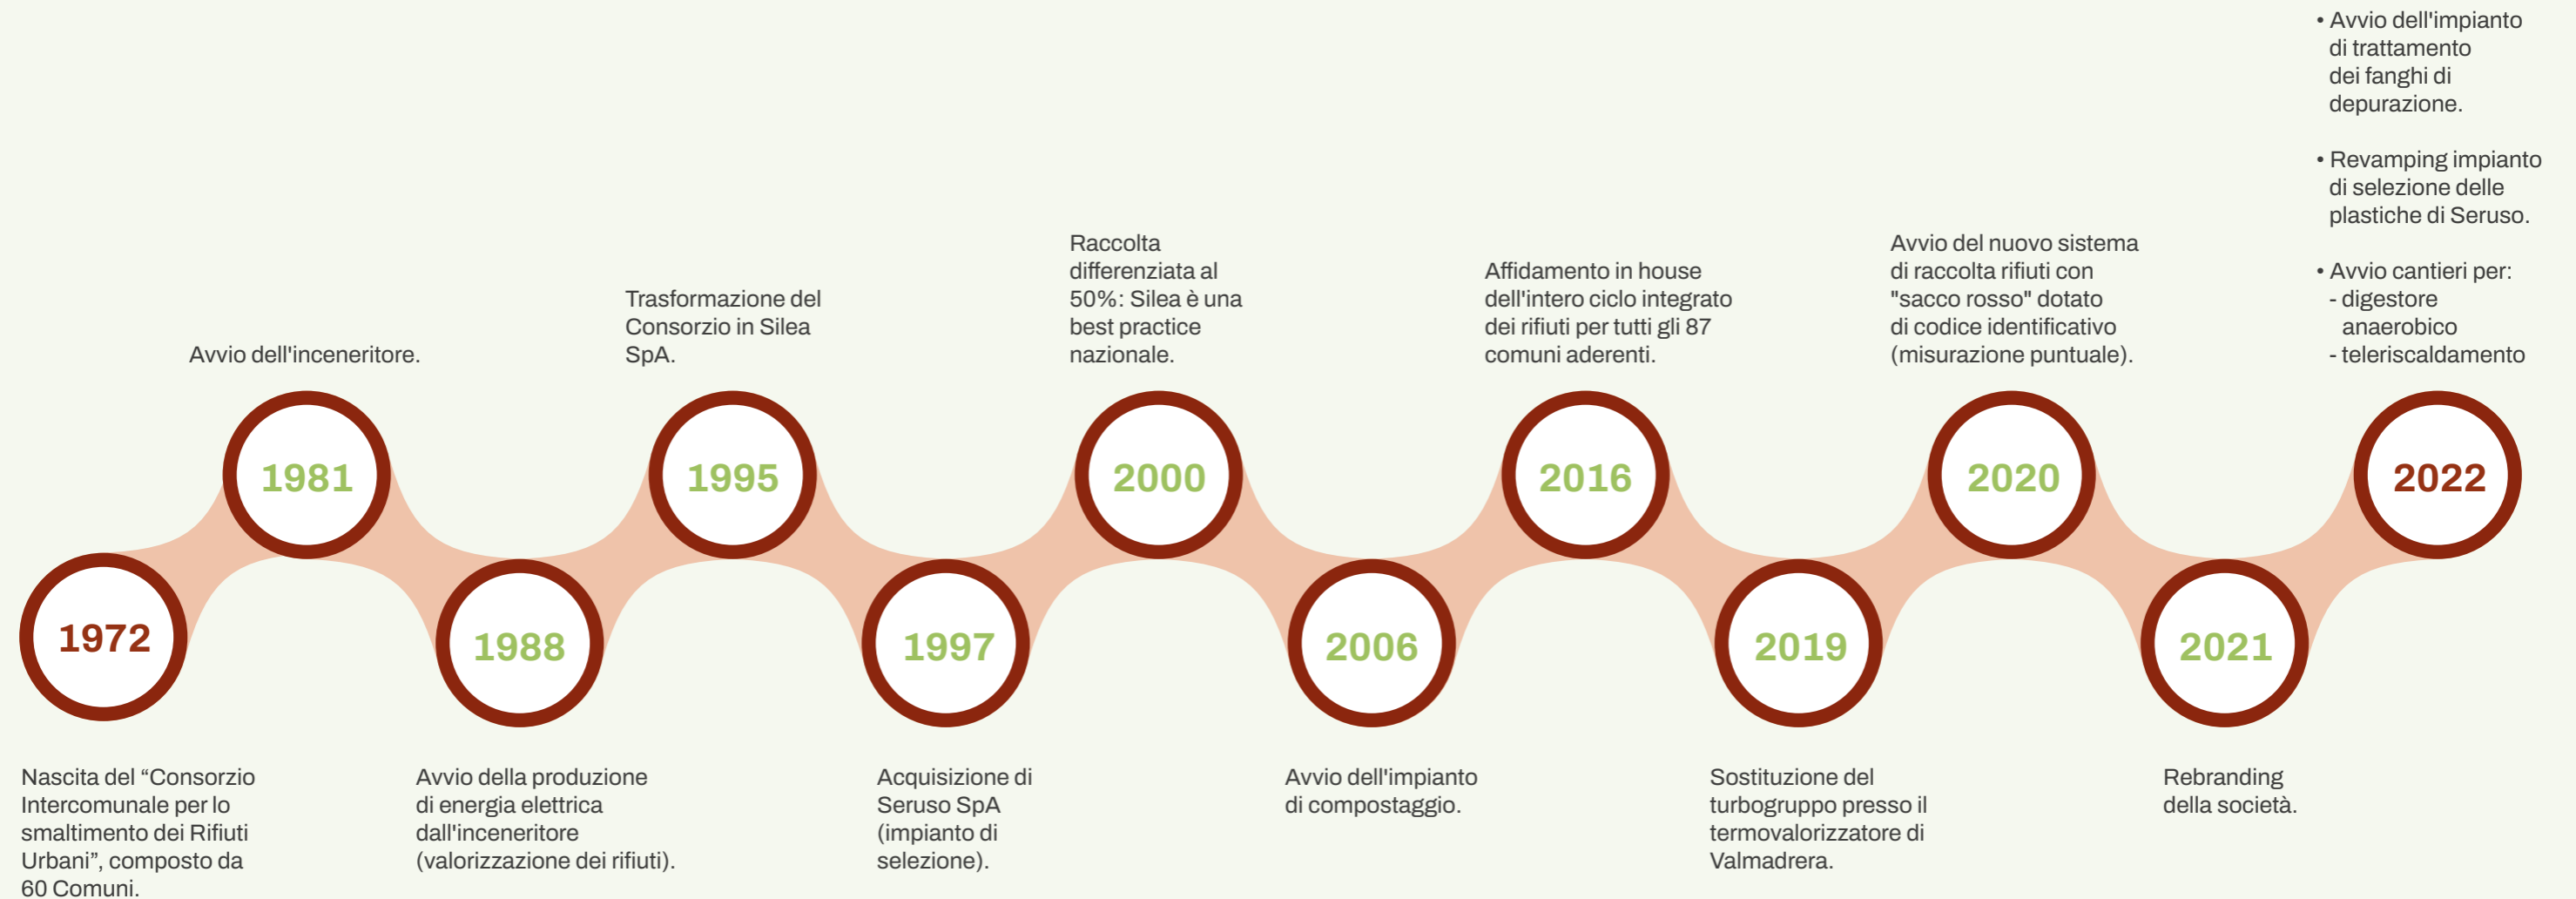 1972
Nascita del “Consorzio
Intercomunale per lo
smaltimento dei Rifiuti
Urbani”, composto da
60 Comuni.
Avvio dell'inceneritore.
1981
1988
Avvio della produzione
di energia elettrica
dall'inceneritore
(valorizzazione dei rifiuti).
Trasformazione del
Consorzio in Silea
SpA.
1995
1997
Acquisizione di
Seruso SpA
(impianto di
selezione).
Raccolta
differenziata al
50%: Silea è una
best practice
nazionale.
2000
2006
Avvio dell'impianto
di compostaggio.
Affidamento in house
dell'intero ciclo integrato
dei rifiuti per tutti gli 87
comuni aderenti.
2016
2019
Sostituzione del
turbogruppo presso il
termovalorizzatore di
Valmadrera.
Avvio del nuovo sistema
di raccolta rifiuti con
"sacco rosso" dotato
di codice identificativo
(misurazione puntuale).
2020
2021
Rebranding
della società.
• Avvio dell'impianto
di trattamento
dei fanghi di
depurazione.
• Revamping impianto
di selezione delle
plastiche di Seruso.
• Avvio cantieri per:
- digestore
anaerobico
- teleriscaldamento
2022